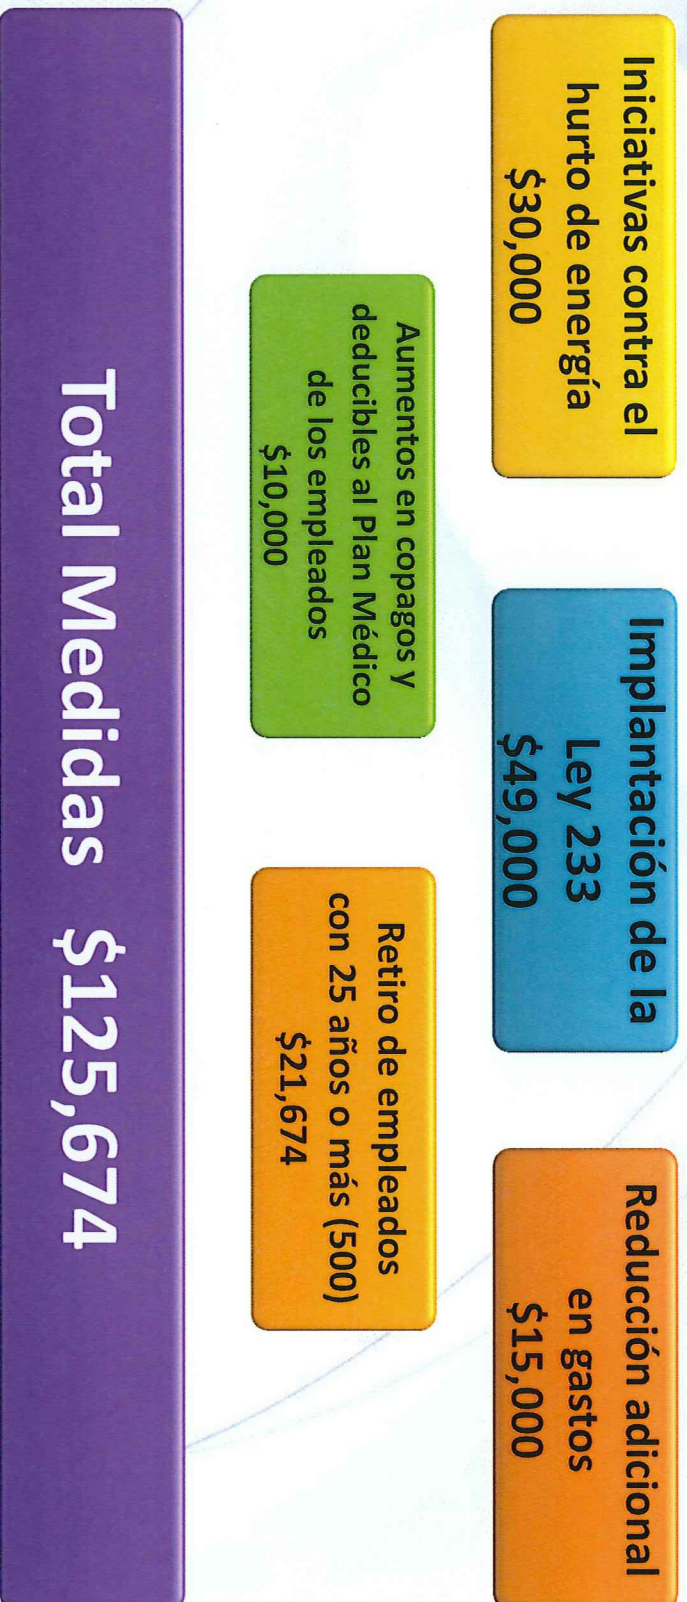 Iniciativas contra el
hurto de energía
$30,000
Implantación de la
Ley 233
$49,000
Reducción adicional
en gastos
$15,000
Aumentos en copagos y
deducibles al Plan Médico
de los empleados
$10,000
Retiro de empleados
con 25 años o más (500)
$21,674
Total Medidas $125,674